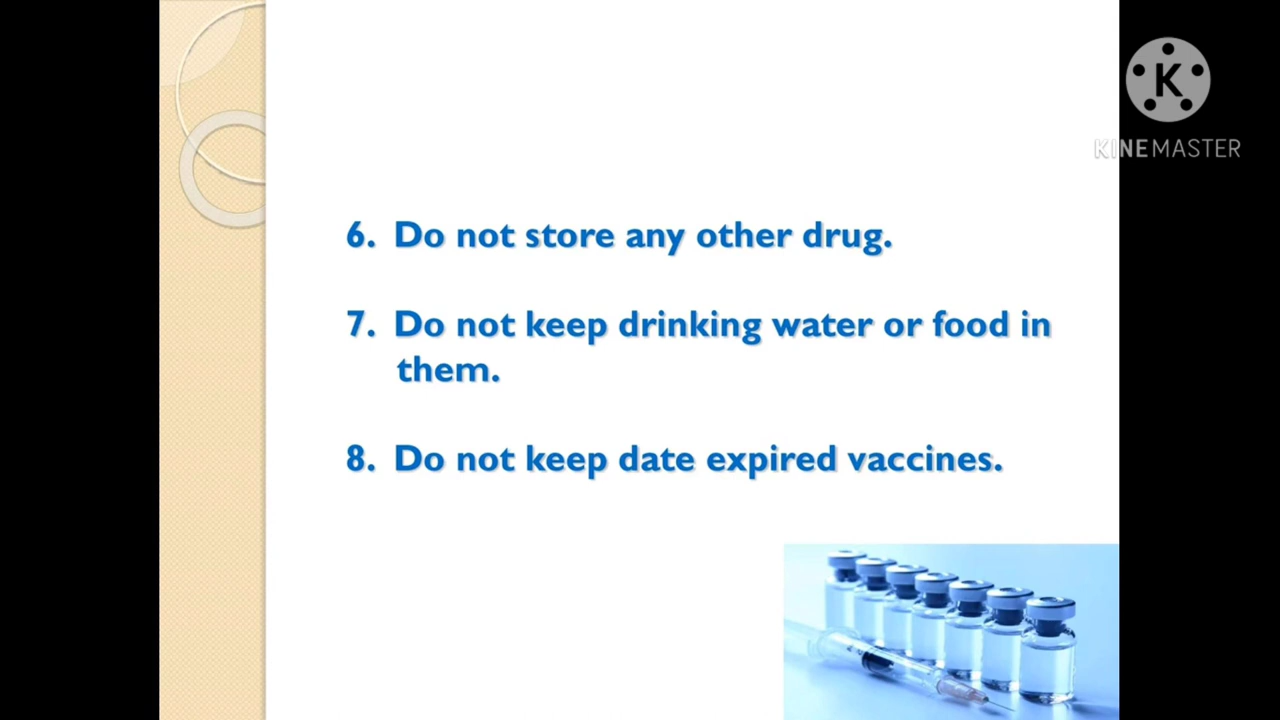 K
KINEMASTER
6. Do not store any other drug.
7. Do not keep drinking water or food in
them.
8. Do not keep date expired vaccines.